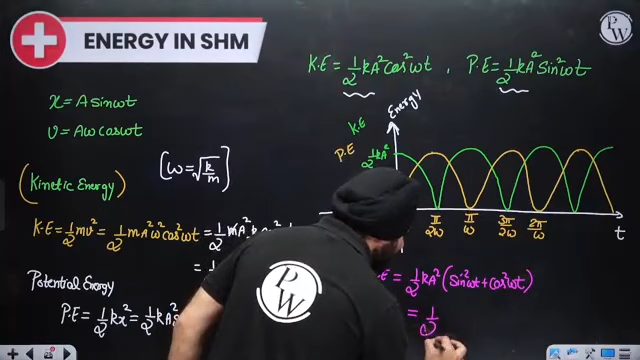 ENERGY IN SHM
K.E = 1/2 kA² cos²ωt , P.E = 1/2 kA² sin²ωt
x = A sinωt
v = Aω cosωt
[ω = √(k/m)]
(Kinetic Energy)
K.E = 1/2 mv² = 1/2 mA²ω² cos²ωt = 1/2 mA²
=
Potential Energy
P.E = 1/2 kx² = 1/2 kA²
Energy
K.E
P.E
1/2 kA²
π/2ω π/ω 3π/2ω 2π/ω
t
.E = 1/2 kA² (sin²ωt + cos²ωt)
= 1/2
P
W
PW